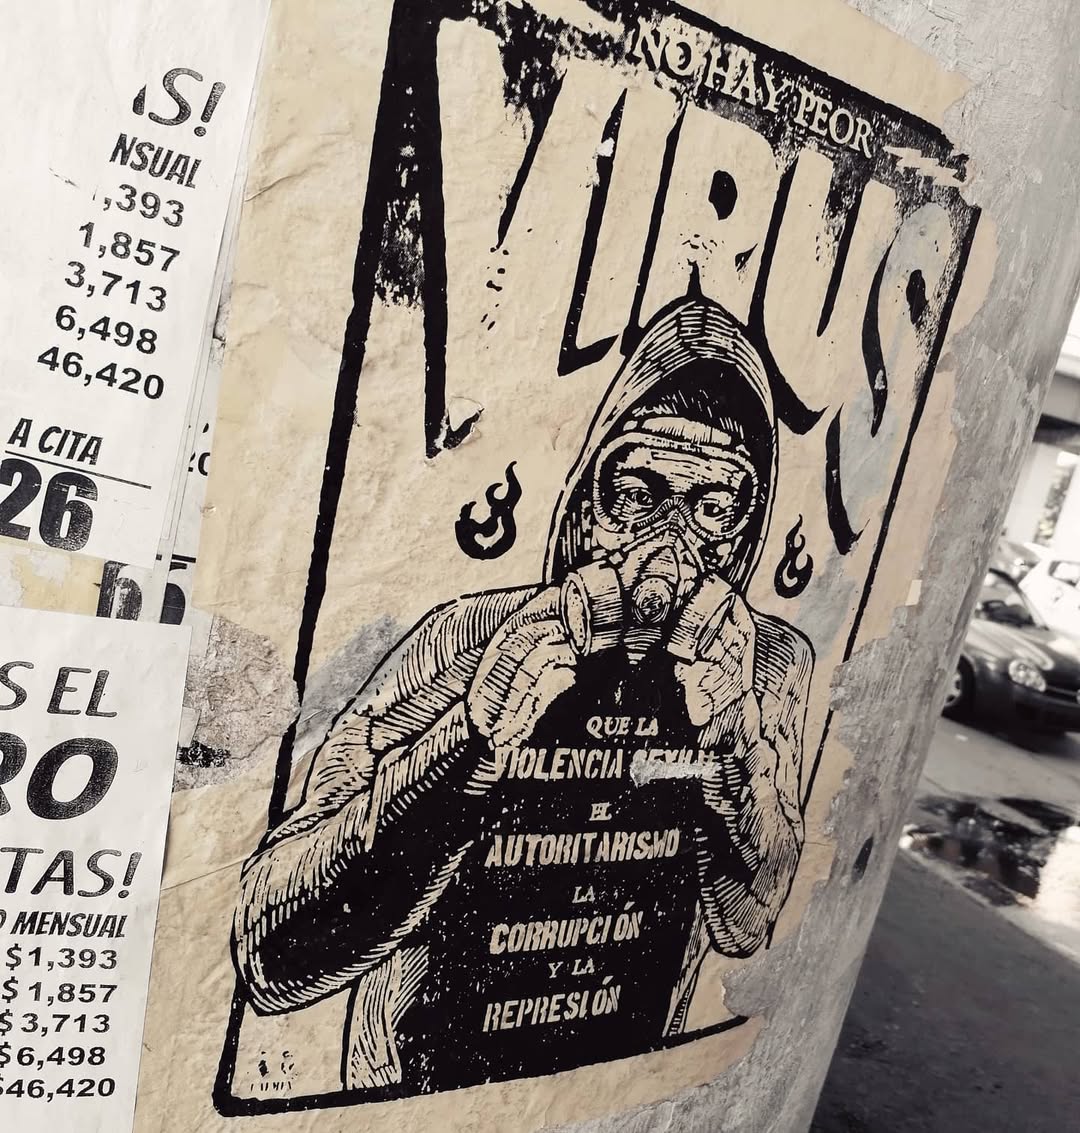 S!
NSUAL
,393
1,857
3,713
6,498
46,420
A CITA
26
S EL
RO
TAS!
O MENSUAL
$1,393
$1,857
$3,713
$6,498
$46,420
NO HAY PEOR
VIRUS
QUE LA
VIOLENCIA SEXUAL
EL
AUTORITARISMO
LA
CORRUPCIÓN
Y LA
REPRESIÓN